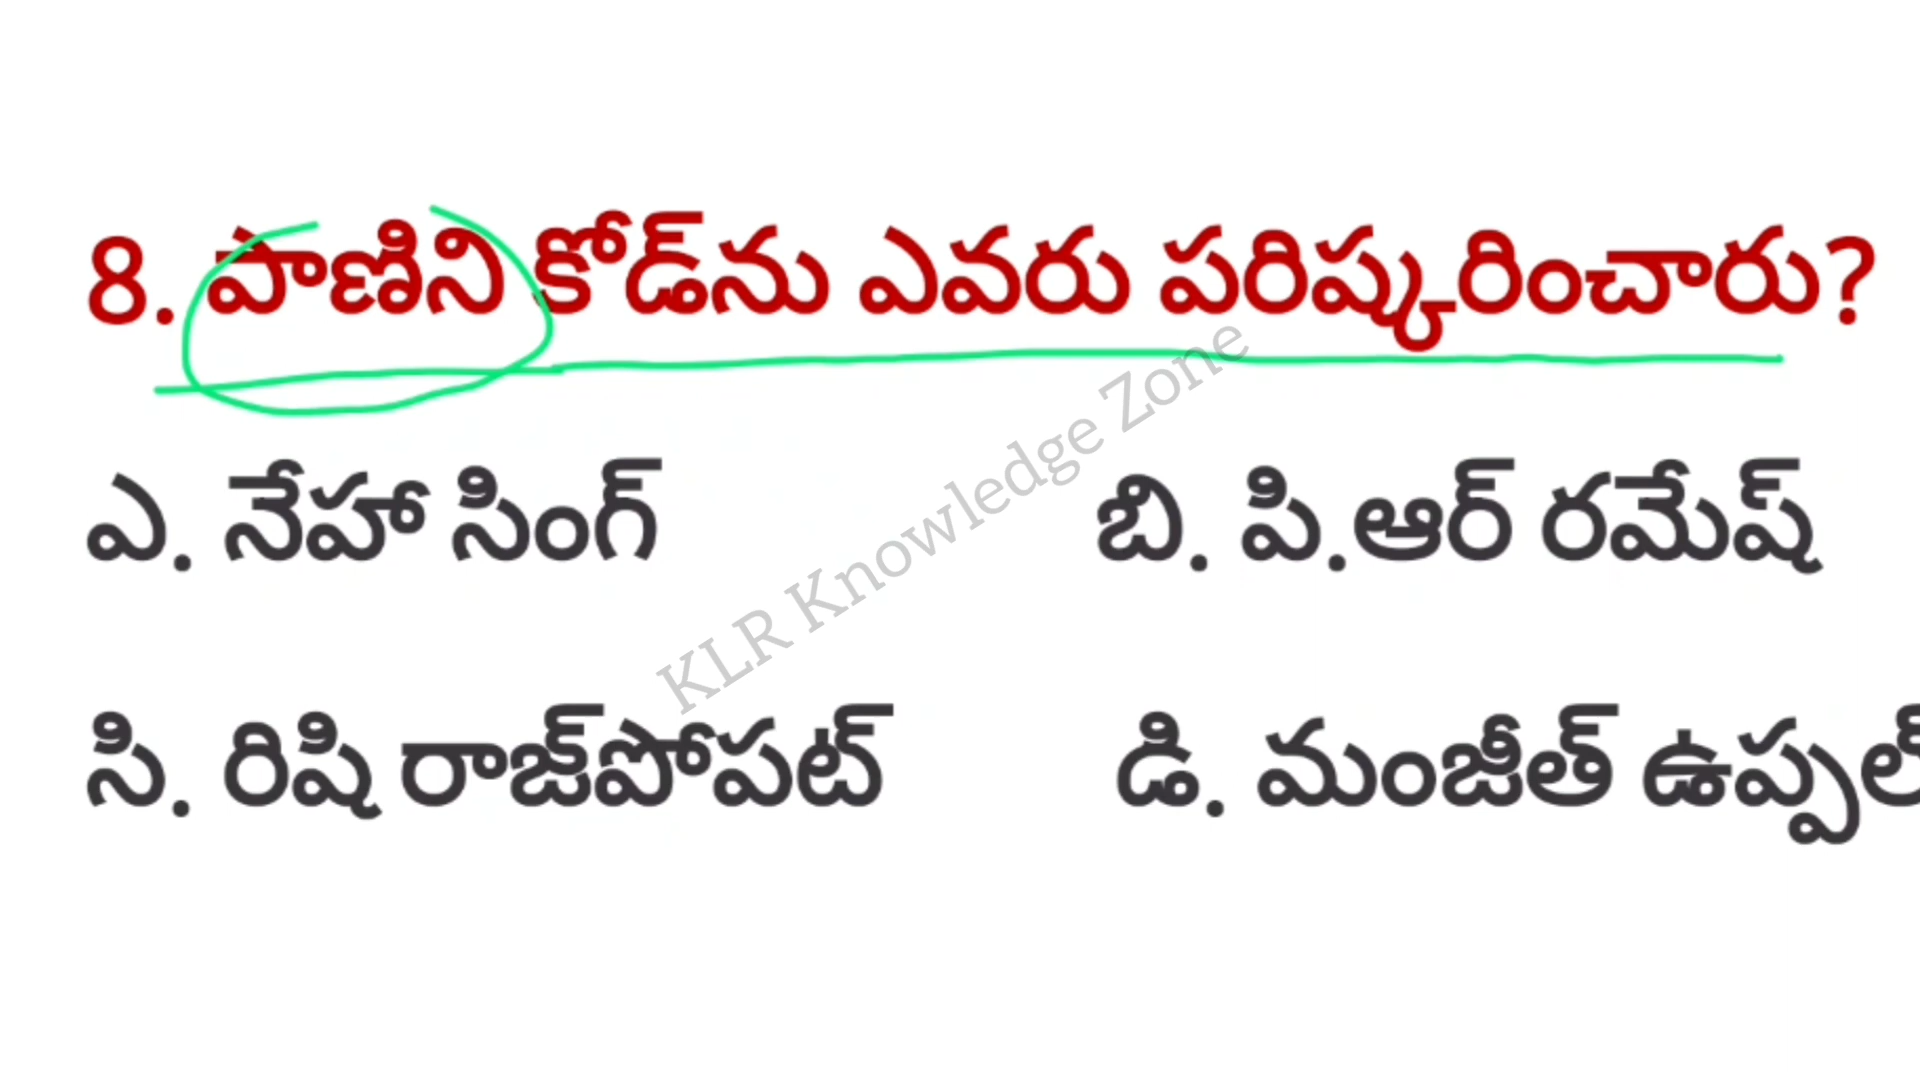 8. పాణిని కోడ్‌ను ఎవరు పరిష్కరించారు?
ఎ. నేహా సింగ్ బి. పి.ఆర్ రమేష్
KLR Knowledge Zone
సి. రిషి రాజ్‌పోపట్ డి. మంజీత్ ఉప్పల్